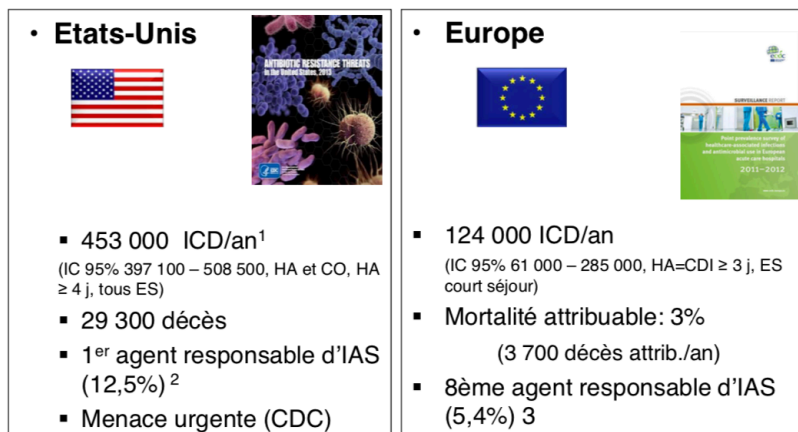 • Etats-Unis
ANTIBIOTIC RESISTANCE THREATS
in the United States, 2013
CDC
▪ 453 000 ICD/an1
(IC 95% 397 100 – 508 500, HA et CO, HA
≥ 4 j, tous ES)
▪ 29 300 décès
▪ 1er agent responsable d’IAS
(12,5%) 2
▪ Menace urgente (CDC)
• Europe
SURVEILLANCE REPORT
Point prevalence survey of
healthcare-associated infections
and antimicrobial use in European
acute care hospitals
2011–2012
▪ 124 000 ICD/an
(IC 95% 61 000 – 285 000, HA=CDI ≥ 3 j, ES
court séjour)
▪ Mortalité attribuable: 3%
(3 700 décès attrib./an)
▪ 8ème agent responsable d’IAS
(5,4%) 3